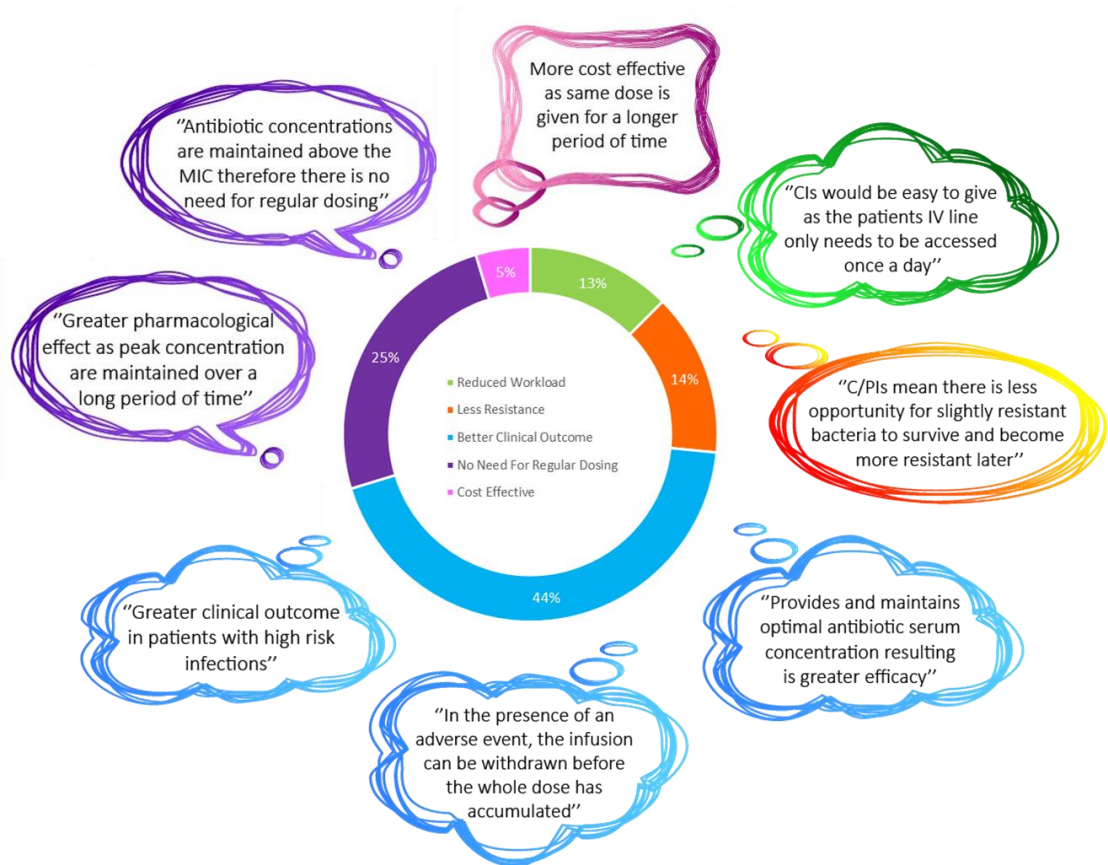 More cost effective
as same dose is
given for a longer
period of time
‘‘Antibiotic concentrations
are maintained above the
MIC therefore there is no
need for regular dosing’’
‘‘CIs would be easy to give
as the patients IV line
only needs to be accessed
once a day’’
‘‘Greater pharmacological
effect as peak concentration
are maintained over a
long period of time’’
5%
13%
25%
14%
44%
Reduced Workload
Less Resistance
Better Clinical Outcome
No Need For Regular Dosing
Cost Effective
‘‘C/PIs mean there is less
opportunity for slightly resistant
bacteria to survive and become
more resistant later’’
‘‘Greater clinical outcome
in patients with high risk
infections’’
‘‘Provides and maintains
optimal antibiotic serum
concentration resulting
is greater efficacy’’
‘‘In the presence of an
adverse event, the infusion
can be withdrawn before
the whole dose has
accumulated’’